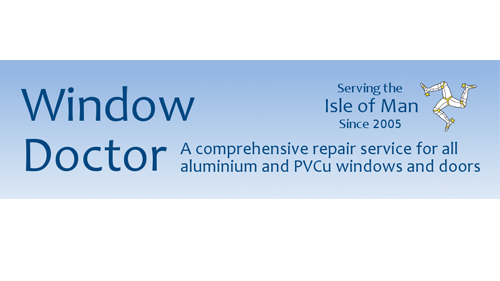 Window
Doctor
Serving the
Isle of Man
Since 2005
A comprehensive repair service for all
aluminium and PVCu windows and doors